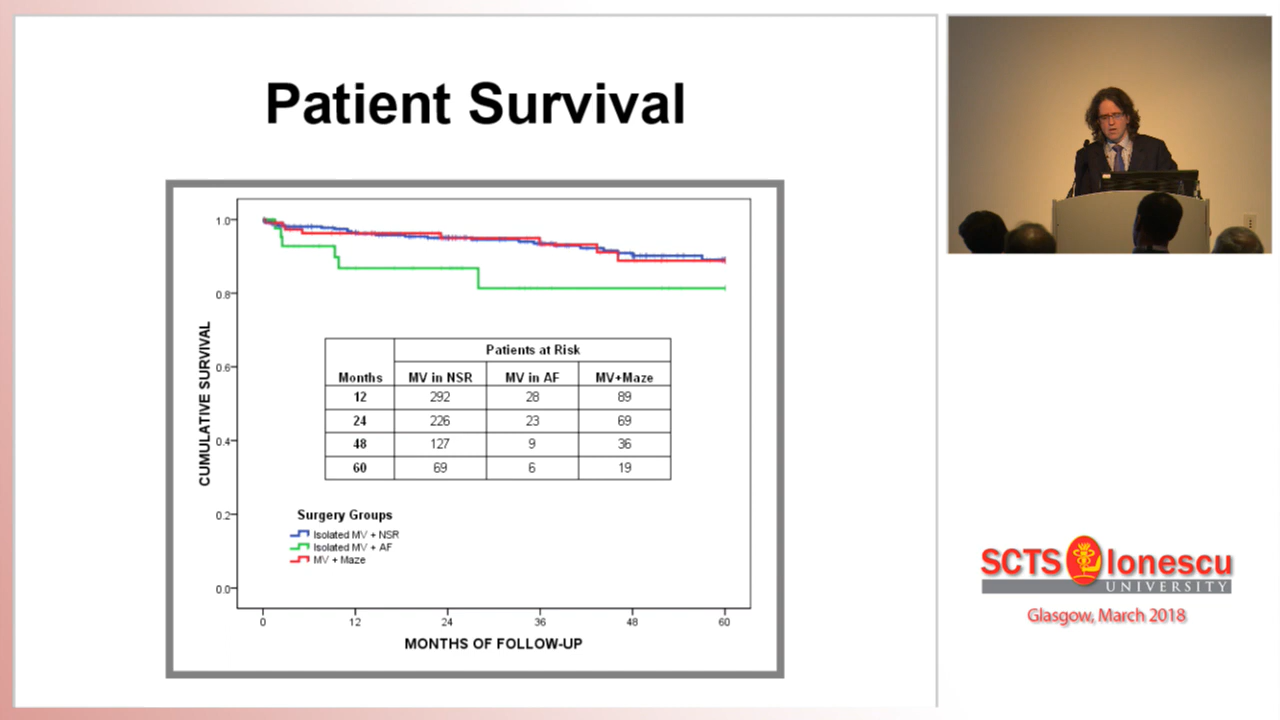 Patient Survival
1.0
0.8
0.6
0.4
0.2
0.0
CUMULATIVE SURVIVAL
Patients at Risk
Months MV in NSR MV in AF MV+Maze
12 292 28 89
24 226 23 69
48 127 9 36
60 69 6 19
Surgery Groups
Isolated MV + NSR
Isolated MV + AF
MV + Maze
0 12 24 36 48 60
MONTHS OF FOLLOW-UP
SCTS Ionescu
UNIVERSITY
Glasgow, March 2018